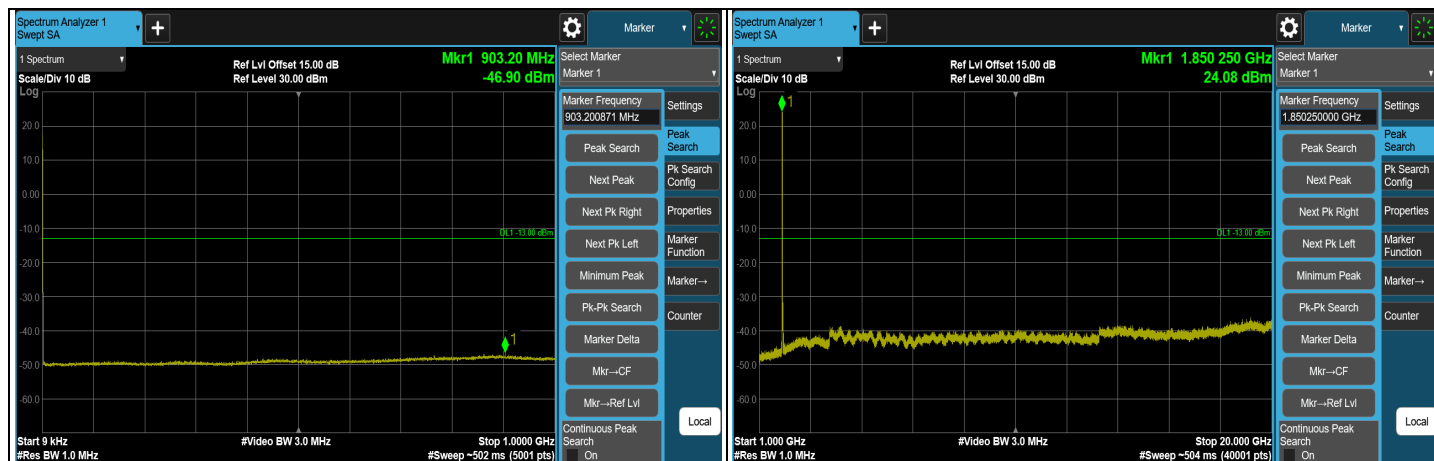 Spectrum Analyzer 1
Swept SA
+
Marker
1 Spectrum
Scale/Div 10 dB
Log
Ref Lvl Offset 15.00 dB
Ref Level 30.00 dBm
Mkr1 903.20 MHz
-46.90 dBm
20.0
10.0
0.00
-10.0
-20.0
-30.0
-40.0
-50.0
-60.0
DL1 -13.00 dBm
1
Start 9 kHz
#Res BW 1.0 MHz
#Video BW 3.0 MHz
Stop 1.0000 GHz
#Sweep ~502 ms (5001 pts)
Select Marker
Marker 1
Marker Frequency
903.200871 MHz
Peak Search
Next Peak
Next Pk Right
Next Pk Left
Minimum Peak
Pk-Pk Search
Marker Delta
Mkr→CF
Mkr→Ref Lvl
Continuous Peak
Search
On
Settings
Peak
Search
Pk Search
Config
Properties
Marker
Function
Marker→
Counter
Local
Spectrum Analyzer 1
Swept SA
+
Marker
1 Spectrum
Scale/Div 10 dB
Log
Ref Lvl Offset 15.00 dB
Ref Level 30.00 dBm
Mkr1 1.850 250 GHz
24.08 dBm
20.0
10.0
0.00
-10.0
-20.0
-30.0
-40.0
-50.0
-60.0
DL1 -13.00 dBm
1
Start 1.000 GHz
#Res BW 1.0 MHz
#Video BW 3.0 MHz
Stop 20.000 GHz
#Sweep ~504 ms (40001 pts)
Select Marker
Marker 1
Marker Frequency
1.850250000 GHz
Peak Search
Next Peak
Next Pk Right
Next Pk Left
Minimum Peak
Pk-Pk Search
Marker Delta
Mkr→CF
Mkr→Ref Lvl
Continuous Peak
Search
On
Settings
Peak
Search
Pk Search
Config
Properties
Marker
Function
Marker→
Counter
Local